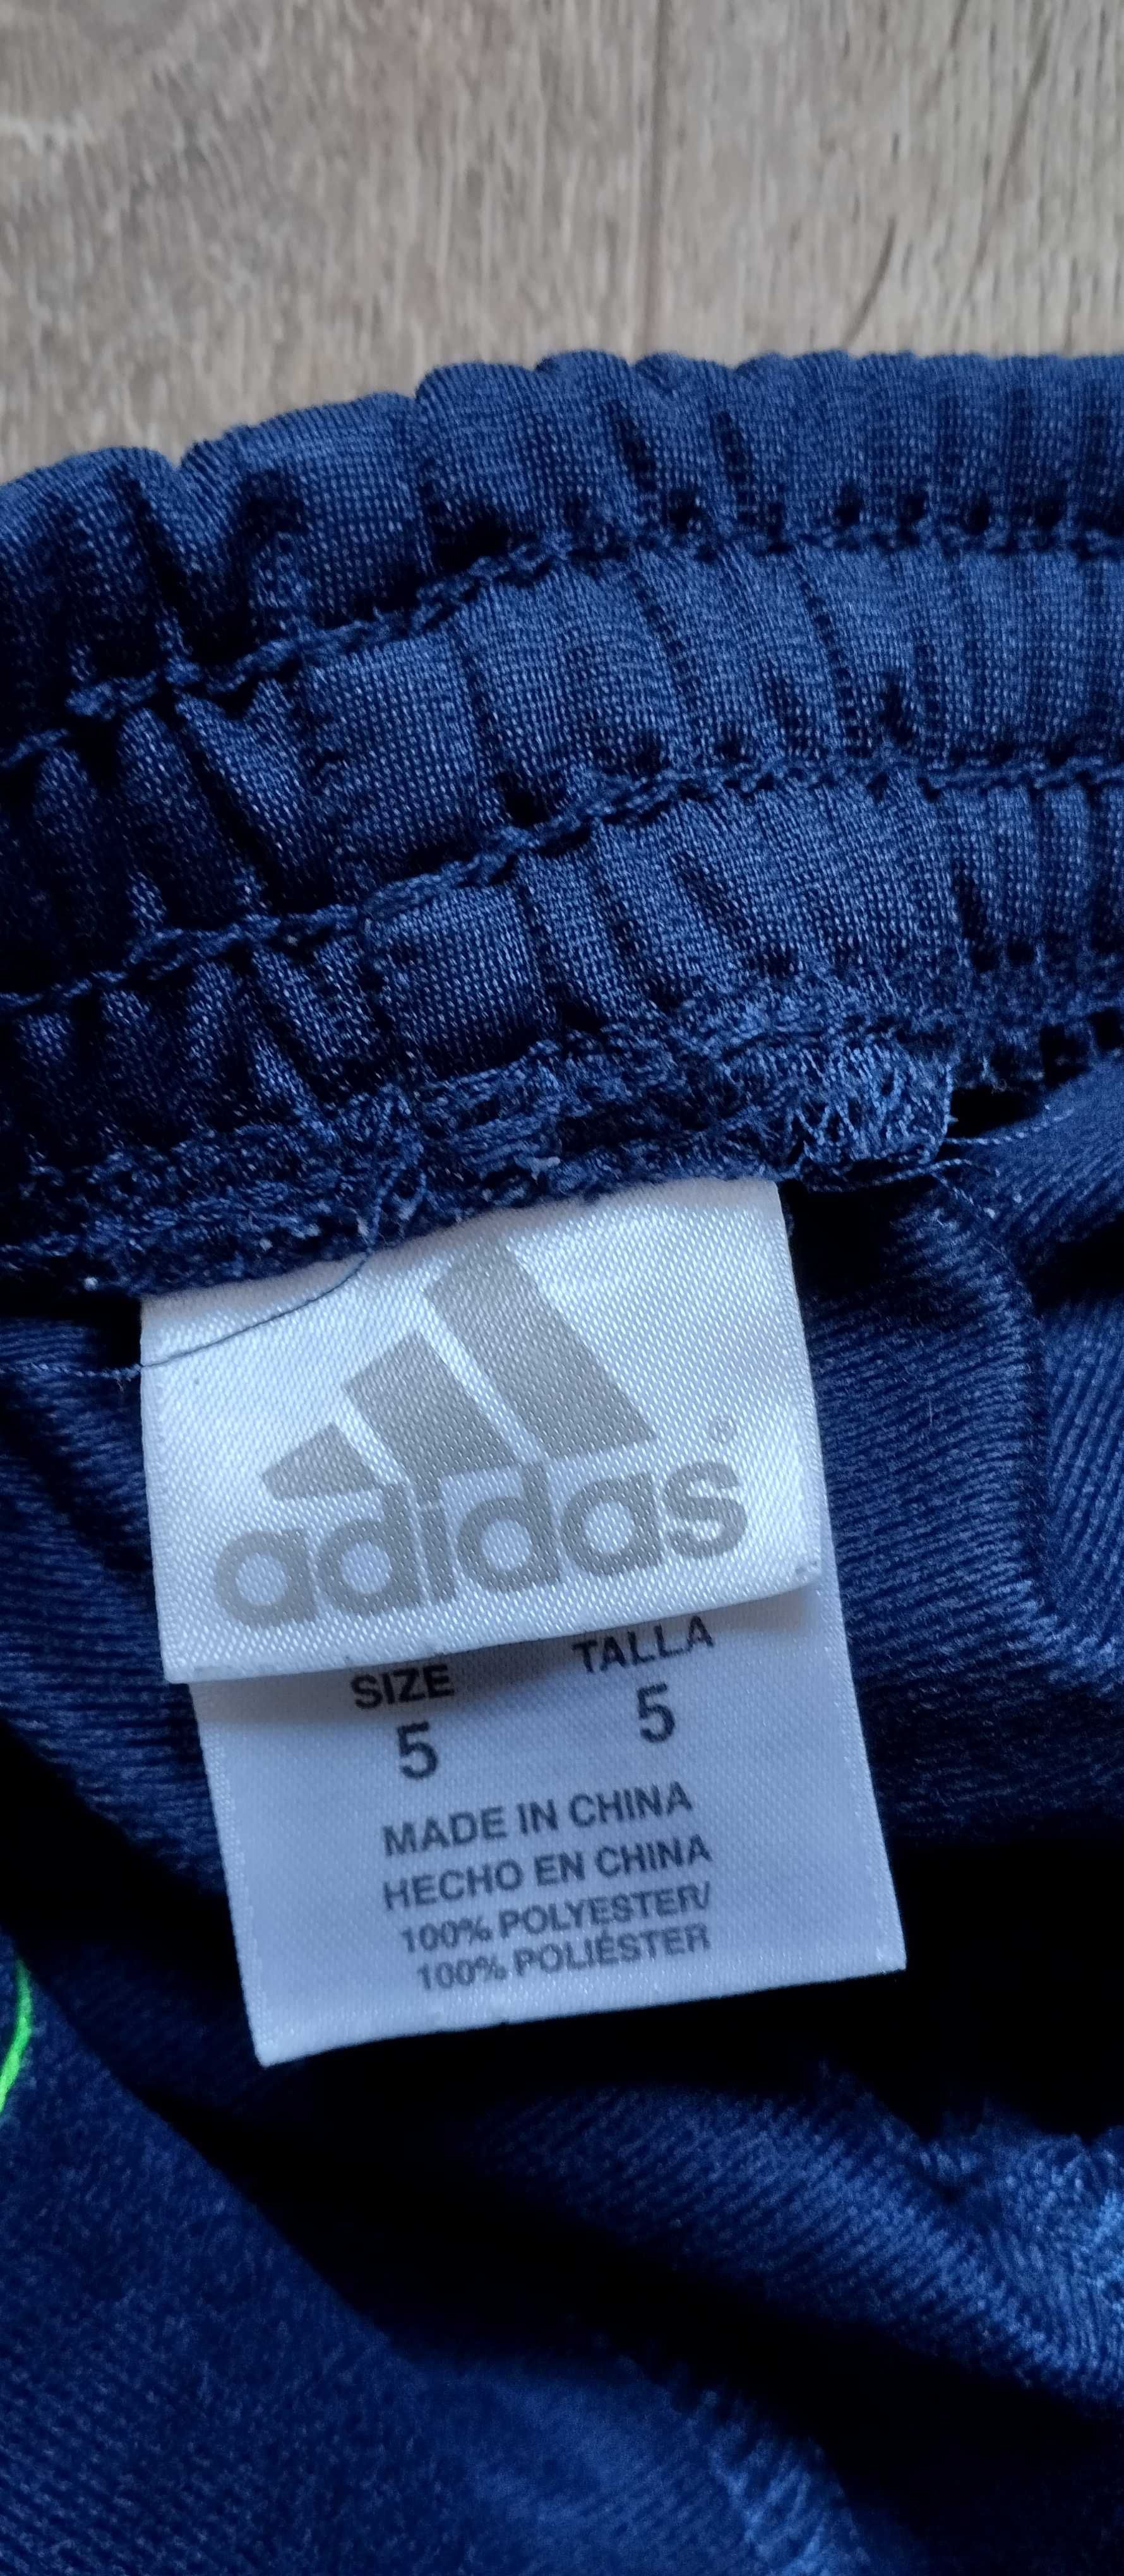 adidas®
SIZE TALLA
5 5
MADE IN CHINA
HECHO EN CHINA
100% POLYESTER/
100% POLIÉSTER